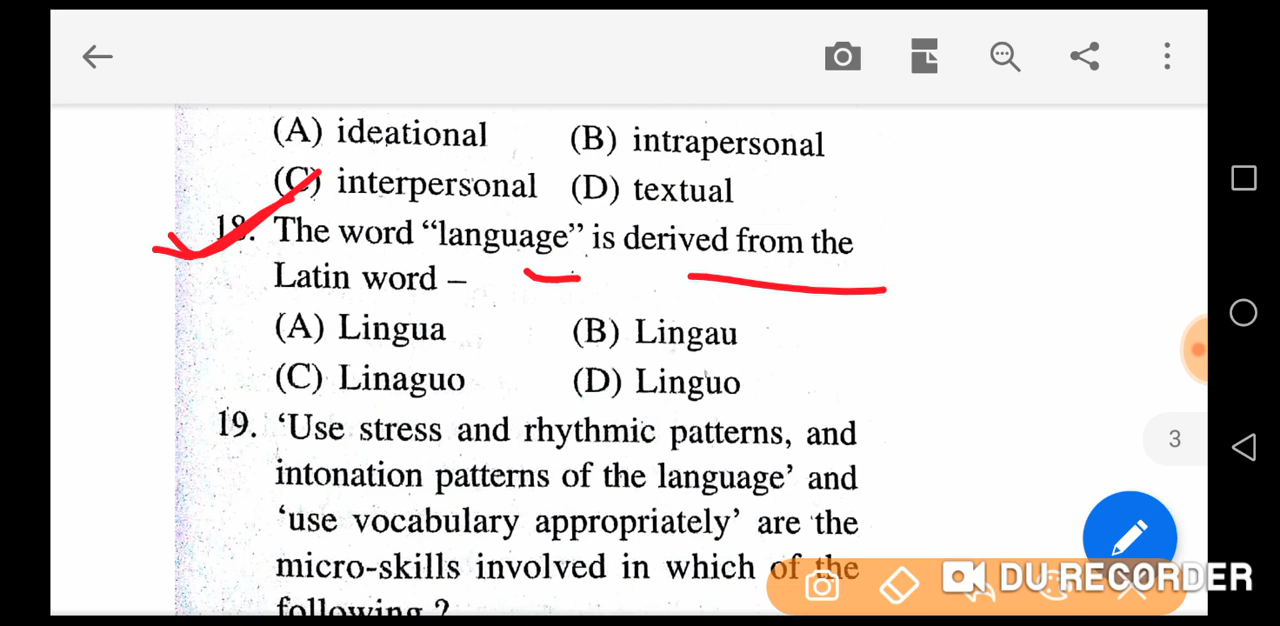 (A) ideational (B) intrapersonal
(C) interpersonal (D) textual
18. The word “language” is derived from the
Latin word –
(A) Lingua (B) Lingau
(C) Linaguo (D) Linguo
19. ‘Use stress and rhythmic patterns, and
intonation patterns of the language’ and
3
‘use vocabulary appropriately’ are the
micro-skills involved in which of the
DU RECORDER
following ?